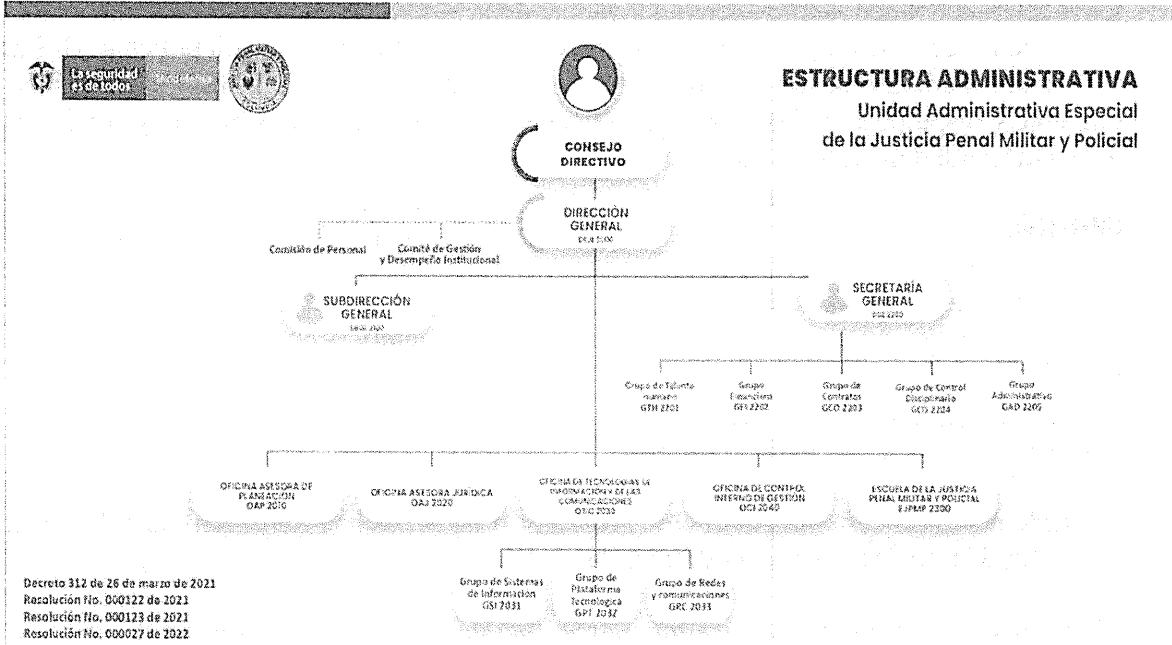 La seguridad
es de todos
ESTRUCTURA ADMINISTRATIVA
Unidad Administrativa Especial
de la Justicia Penal Militar y Policial
CONSEJO
DIRECTIVO
DIRECCIÓN
GENERAL
Comisión de Personal
Comité de Gestión
y Desempeño Institucional
SUBDIRECCIÓN
GENERAL
SECRETARÍA
GENERAL
Grupo de Talento
Humano
GTH 2201
Grupo
Financiero
GFI 2202
Grupo de
Contratos
GCO 2203
Grupo de Control
Disciplinario
GCD 2204
Grupo
Administrativo
GAD 2205
OFICINA ASESORA DE
PLANEACIÓN
OAP 2010
OFICINA ASESORA JURÍDICA
OAJ 2020
OFICINA DE TECNOLOGÍAS DE
INFORMACIÓN Y DE LAS
COMUNICACIONES
OTIC 2030
OFICINA DE CONTROL
INTERNO DE GESTIÓN
OCI 2040
ESCUELA DE LA JUSTICIA
PENAL MILITAR Y POLICIAL
EJPMP 2300
Grupo de Sistemas
de Información
GSI 2031
Grupo de
Plataforma
Tecnologica
GPT 2032
Grupo de Redes
y comunicaciones
GRC 2033
Decreto 312 de 26 de marzo de 2021
Resolución No. 000122 de 2021
Resolución No. 000123 de 2021
Resolución No. 000027 de 2022